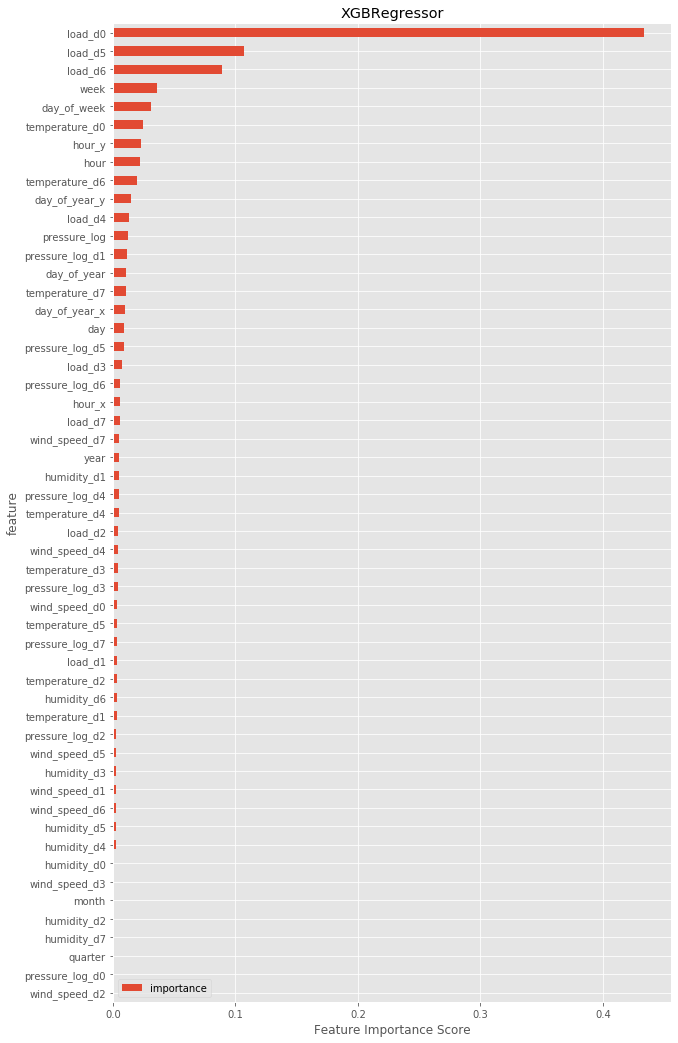 XGBRegressor
load_d0
load_d5
load_d6
week
day_of_week
temperature_d0
hour_y
hour
temperature_d6
day_of_year_y
load_d4
pressure_log
pressure_log_d1
day_of_year
temperature_d7
day_of_year_x
day
pressure_log_d5
load_d3
pressure_log_d6
hour_x
load_d7
wind_speed_d7
year
humidity_d1
pressure_log_d4
temperature_d4
load_d2
wind_speed_d4
temperature_d3
pressure_log_d3
wind_speed_d0
temperature_d5
pressure_log_d7
load_d1
temperature_d2
humidity_d6
temperature_d1
pressure_log_d2
wind_speed_d5
humidity_d3
wind_speed_d1
wind_speed_d6
humidity_d5
humidity_d4
humidity_d0
wind_speed_d3
month
humidity_d2
humidity_d7
quarter
pressure_log_d0
wind_speed_d2
feature
importance
0.0 0.1 0.2 0.3 0.4
Feature Importance Score